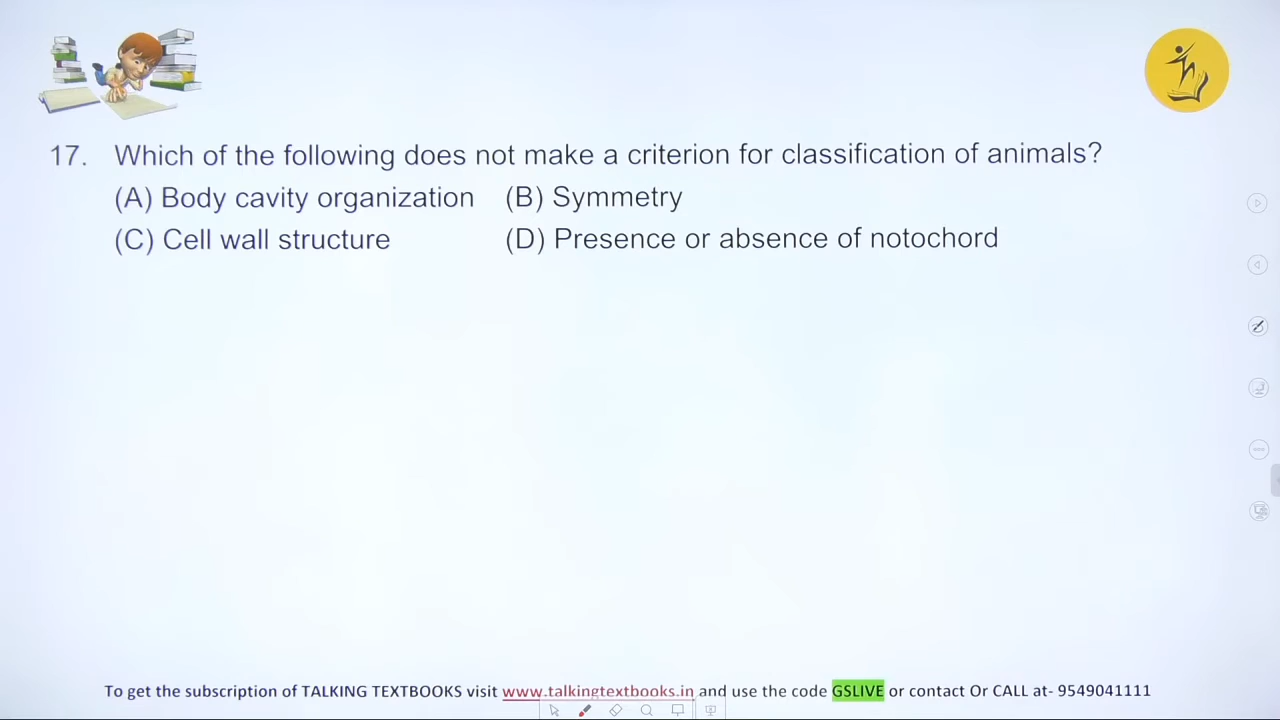 17. Which of the following does not make a criterion for classification of animals?
(A) Body cavity organization (B) Symmetry
(C) Cell wall structure (D) Presence or absence of notochord
To get the subscription of TALKING TEXTBOOKS visit www.talkingtextbooks.in and use the code GSLIVE or contact Or CALL at- 9549041111